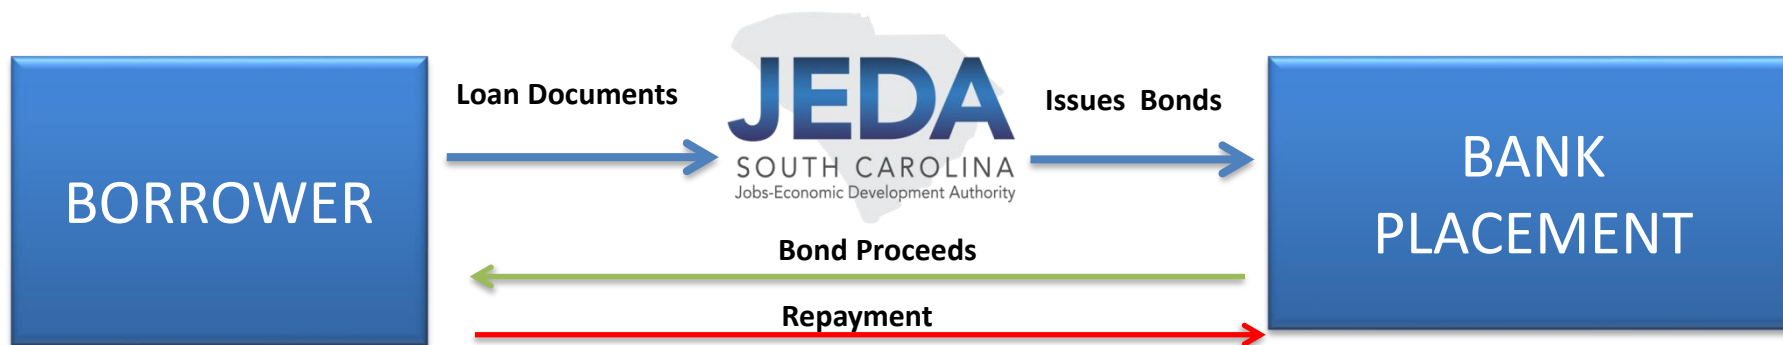 BORROWER
Loan Documents
JEDA
SOUTH CAROLINA
Jobs-Economic Development Authority
Issues Bonds
BANK
PLACEMENT
Bond Proceeds
Repayment